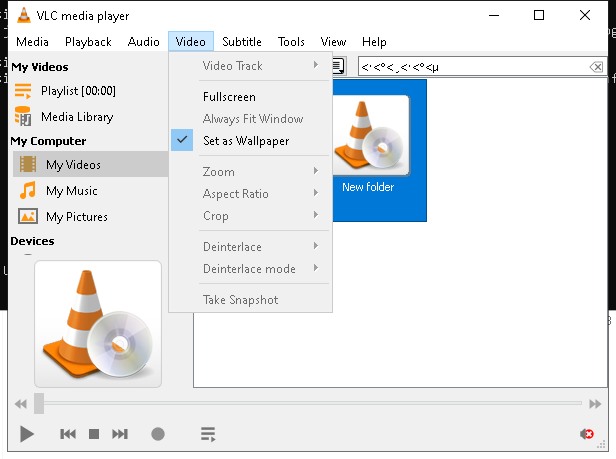 VLC media player
Media Playback Audio Video Subtitle Tools View Help
My Videos
Playlist [00:00]
Media Library
My Computer
My Videos
My Music
My Pictures
Devices
Video Track
Fullscreen
Always Fit Window
Set as Wallpaper
Zoom
Aspect Ratio
Crop
Deinterlace
Deinterlace mode
Take Snapshot
New folder